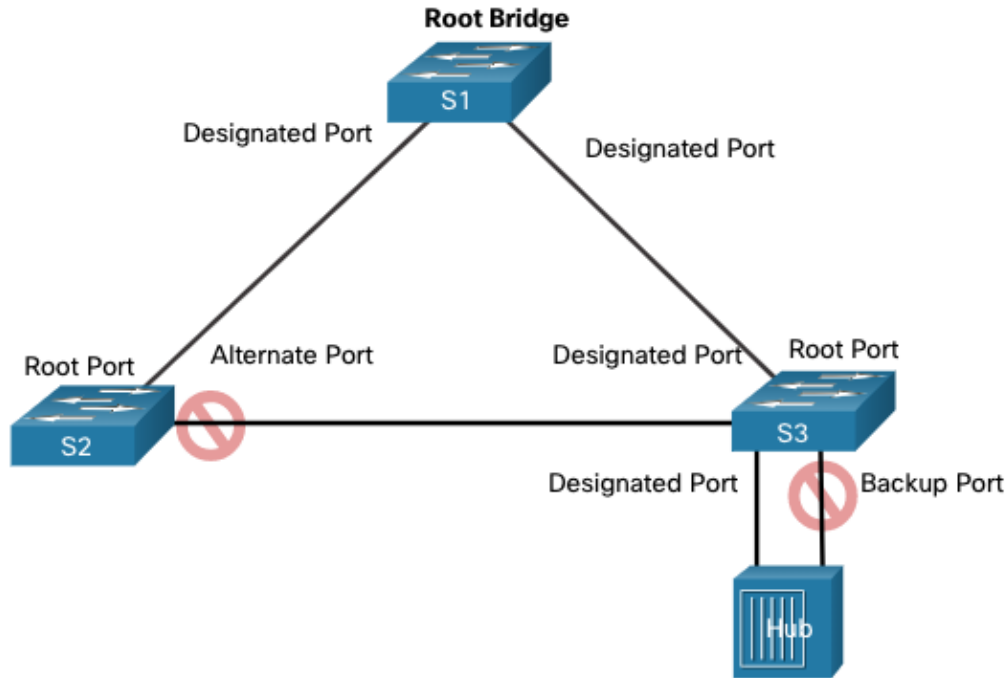 Root Bridge
S1
Designated Port
Designated Port
Root Port
Alternate Port
Designated Port
Root Port
S2
S3
Designated Port
Backup Port
Hub